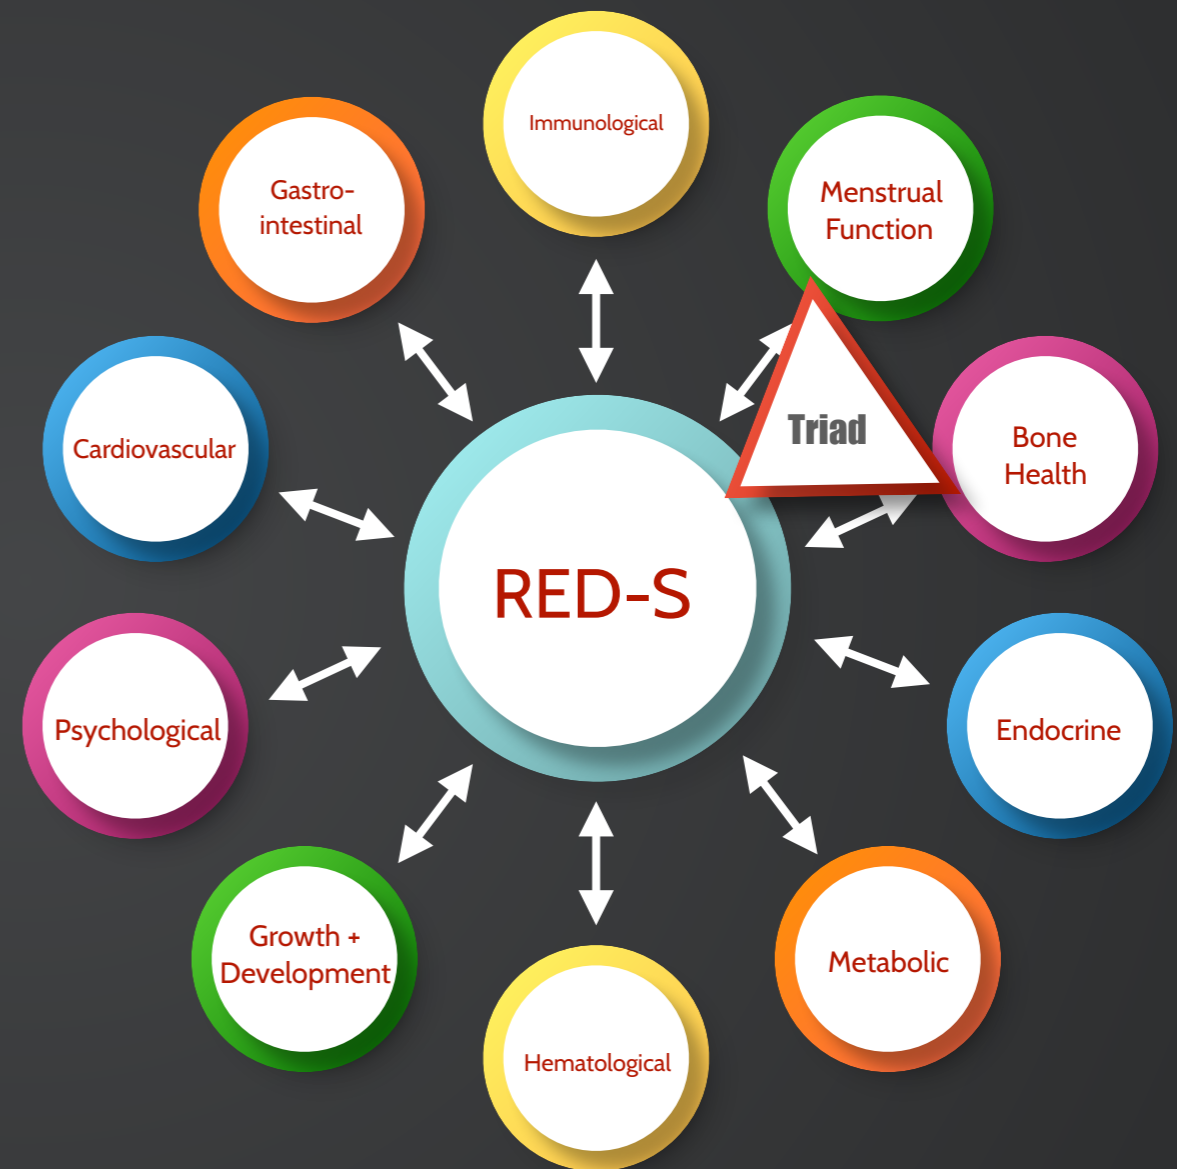 Immunological
Gastro-
intestinal
Menstrual
Function
Cardiovascular
Triad
Bone
Health
RED-S
Psychological
Endocrine
Growth +
Development
Metabolic
Hematological